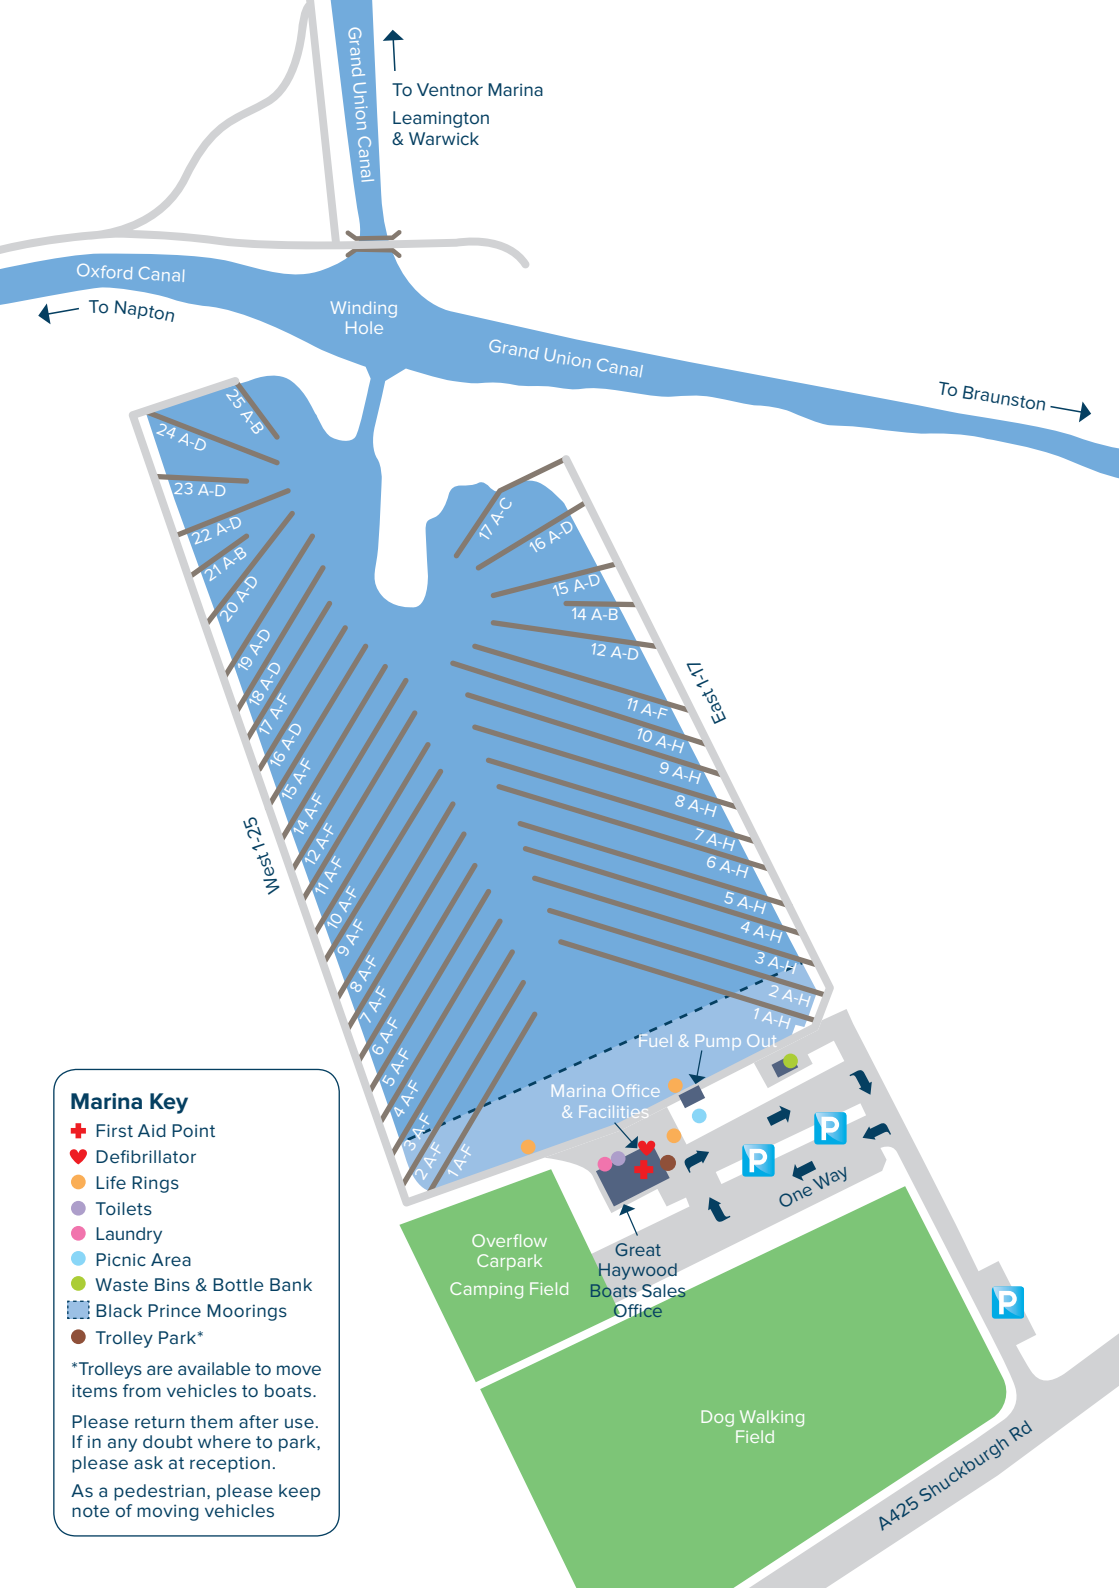 Grand Union Canal
To Ventnor Marina
Leamington
& Warwick
Oxford Canal
To Napton
Winding
Hole
Grand Union Canal
To Braunston
25 A-B
24 A-D
23 A-D
22 A-D
21 A-B
20 A-D
19 A-D
18 A-D
17 A-F
16 A-D
15 A-F
14 A-F
12 A-F
11 A-F
10 A-F
9 A-F
8 A-F
7 A-F
6 A-F
5 A-F
4 A-F
3 A-F
2 A-F
1 A-F
West 1-25
17 A-C
16 A-D
15 A-D
14 A-B
12 A-D
11 A-F
10 A-H
9 A-H
8 A-H
7 A-H
6 A-H
5 A-H
4 A-H
3 A-H
2 A-H
1 A-H
East 1-17
Fuel & Pump Out
Marina Office
& Facilities
P
P
One Way
Great
Haywood
Boats Sales
Office
Overflow
Carpark
Camping Field
P
Dog Walking
Field
A425 Shuckburgh Rd
Marina Key
First Aid Point
Defibrillator
Life Rings
Toilets
Laundry
Picnic Area
Waste Bins & Bottle Bank
Black Prince Moorings
Trolley Park*
*Trolleys are available to move
items from vehicles to boats.
Please return them after use.
If in any doubt where to park,
please ask at reception.
As a pedestrian, please keep
note of moving vehicles